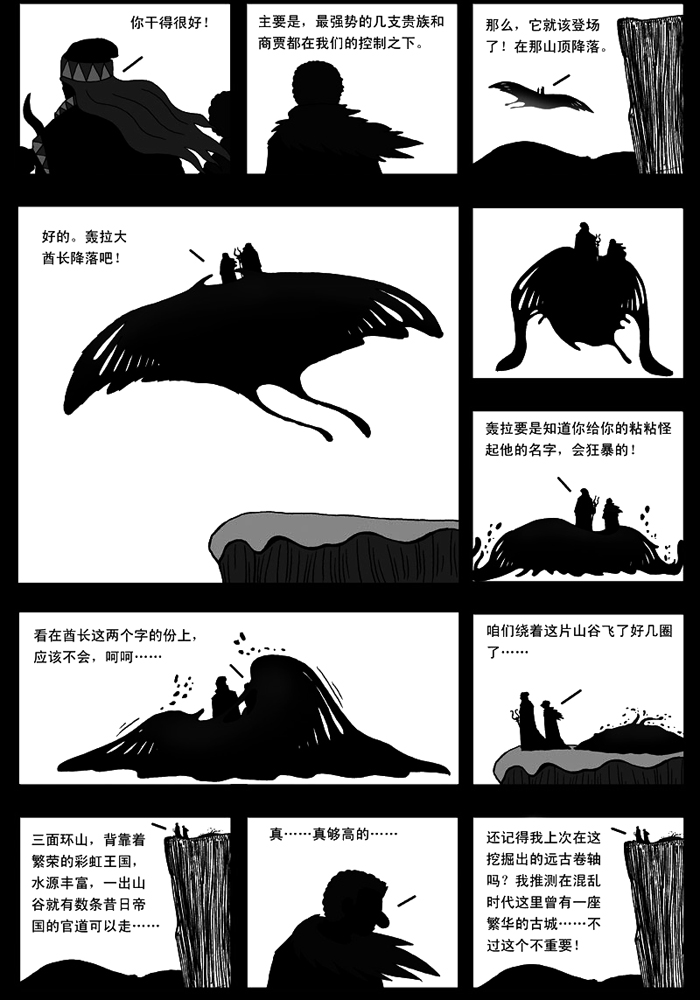 你干得很好！
主要是，最强势的几支贵族和
商贾都在我们的控制之下。
那么，它就该登场
了！在那山顶降落。
好的。轰拉大
酋长降落吧！
轰拉要是知道你给你的粘粘怪
起他的名字，会狂暴的！
看在酋长这两个字的份上，
应该不会，呵呵……
咱们绕着这片山谷飞了好几圈
了……
三面环山，背靠着
繁荣的彩虹王国，
水源丰富，一出山
谷就有数条昔日帝
国的官道可以走……
真……真够高的……
还记得我上次在这
挖掘出的远古卷轴
吗？我推测在混乱
时代这里曾有一座
繁华的古城……不
过这个不重要！